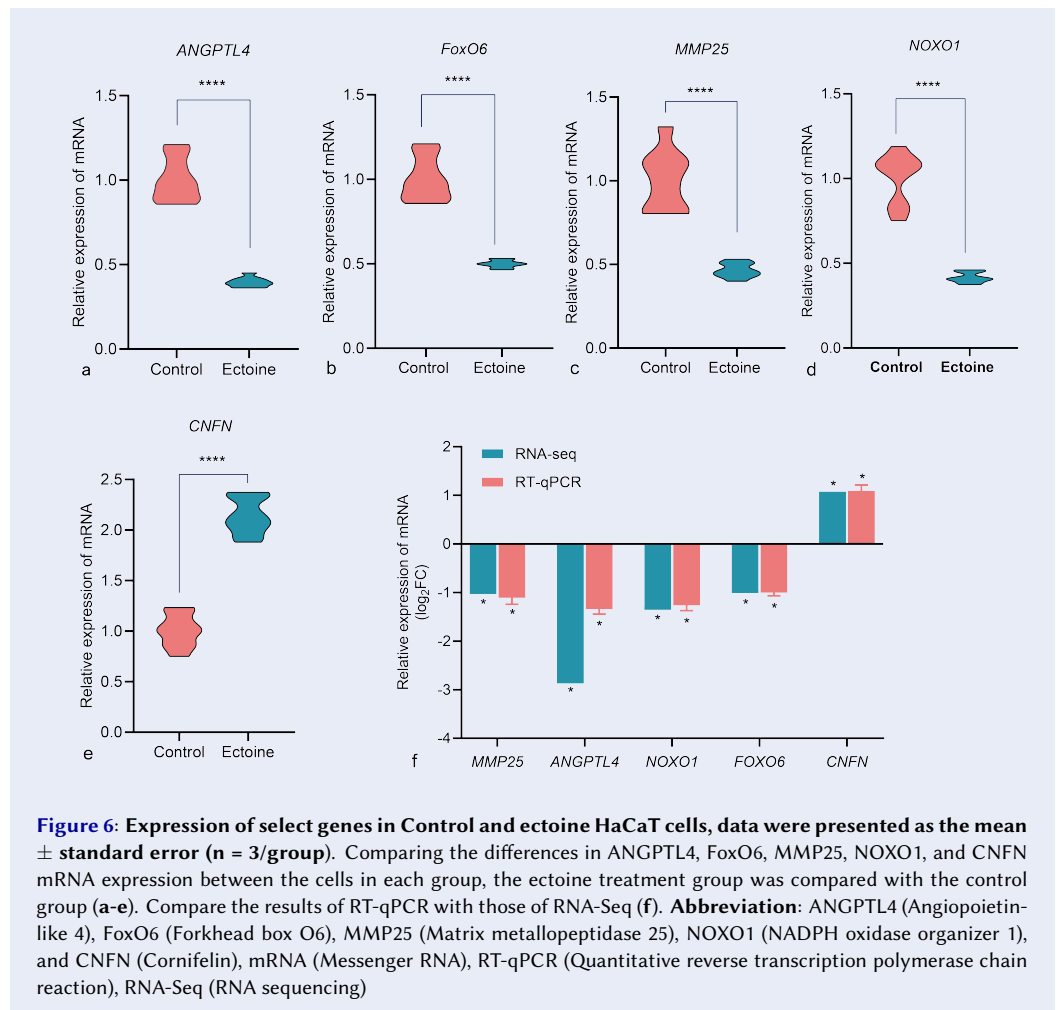 ANGPTL4
****
Relative expression of mRNA
1.5
1.0
0.5
0.0
Control Ectoine
a
FoxO6
****
Relative expression of mRNA
1.5
1.0
0.5
0.0
Control Ectoine
b
MMP25
****
Relative expression of mRNA
1.5
1.0
0.5
0.0
Control Ectoine
c
NOXO1
****
Relative expression of mRNA
1.5
1.0
0.5
0.0
Control Ectoine
d
CNFN
****
Relative expression of mRNA
2.5
2.0
1.5
1.0
0.5
0.0
Control Ectoine
e
RNA-seq
RT-qPCR
Relative expression of mRNA
(log₂FC)
2
1
0
-1
-2
-3
-4
* * * * * * * * * *
MMP25 ANGPTL4 NOXO1 FOXO6 CNFN
f
Figure 6: Expression of select genes in Control and ectoine HaCaT cells, data were presented as the mean
± standard error (n = 3/group). Comparing the differences in ANGPTL4, FoxO6, MMP25, NOXO1, and CNFN
mRNA expression between the cells in each group, the ectoine treatment group was compared with the control
group (a-e). Compare the results of RT-qPCR with those of RNA-Seq (f). Abbreviation: ANGPTL4 (Angiopoietin-
like 4), FoxO6 (Forkhead box O6), MMP25 (Matrix metallopeptidase 25), NOXO1 (NADPH oxidase organizer 1),
and CNFN (Cornifelin), mRNA (Messenger RNA), RT-qPCR (Quantitative reverse transcription polymerase chain
reaction), RNA-Seq (RNA sequencing)